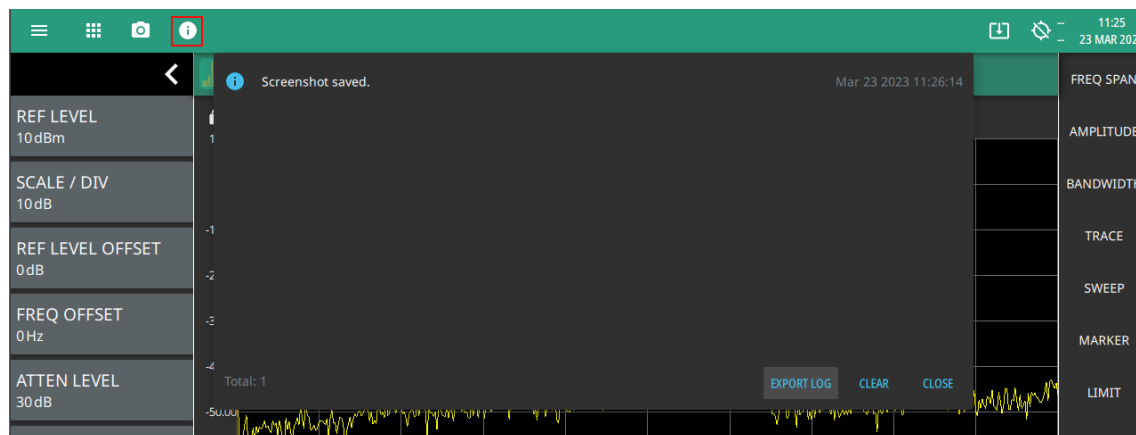 11:25
23 MAR 202
Screenshot saved.
Mar 23 2023 11:26:14
REF LEVEL
10 dBm
SCALE / DIV
10 dB
REF LEVEL OFFSET
0 dB
FREQ OFFSET
0 Hz
ATTEN LEVEL
30 dB
-50.00
Total: 1
EXPORT LOG
CLEAR
CLOSE
FREQ SPAN
AMPLITUDE
BANDWIDTH
TRACE
SWEEP
MARKER
LIMIT